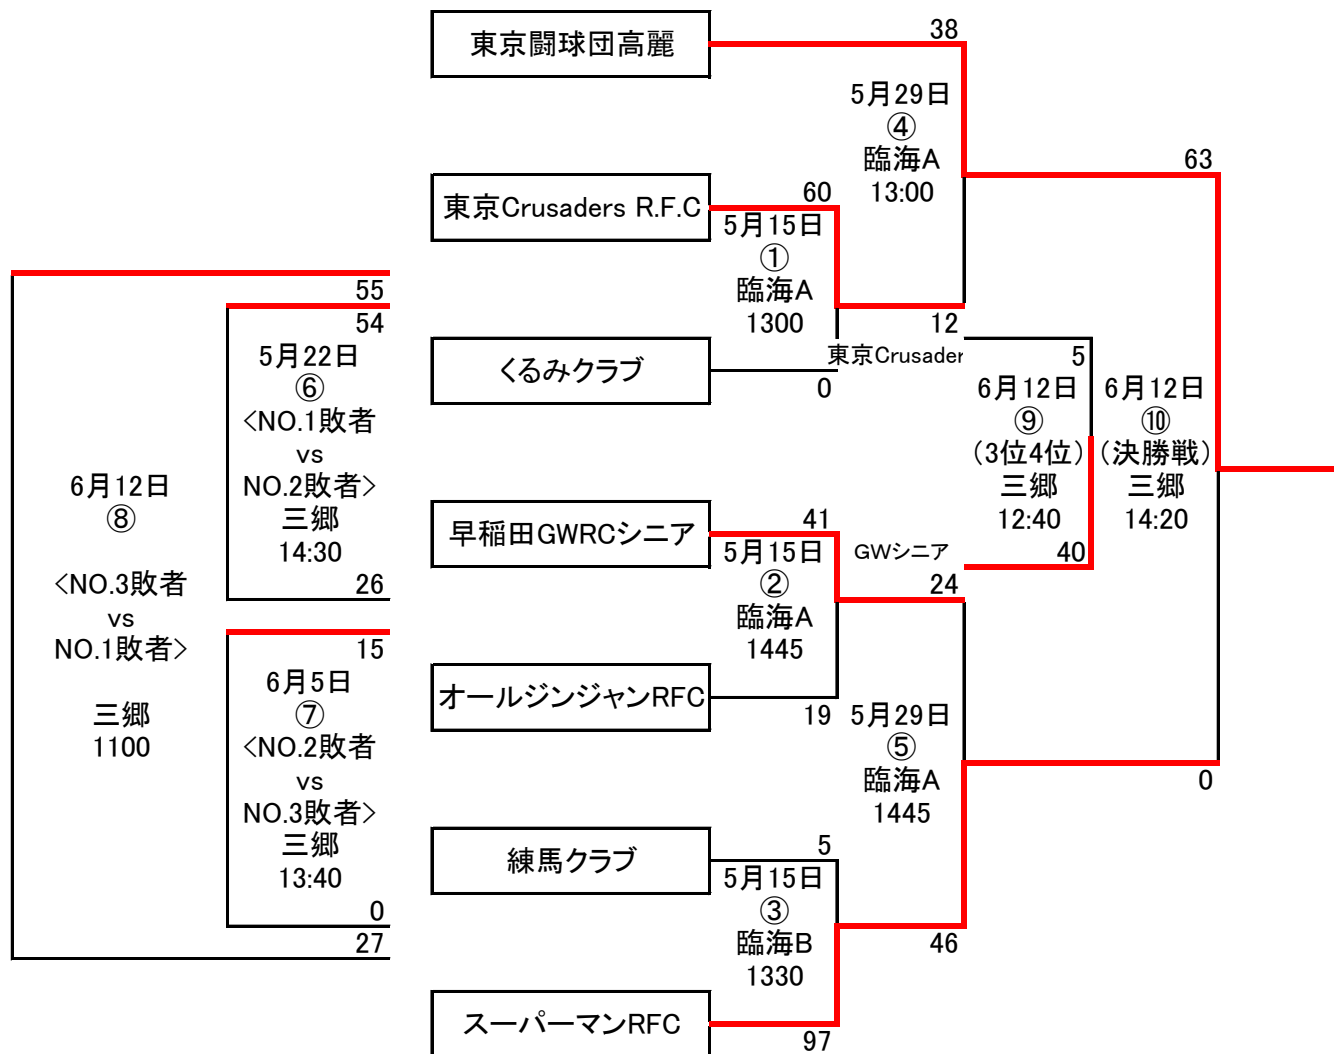 東京闘球団高麗
38
5月29日
④
臨海A
13:00
63
東京Crusaders R.F.C
60
5月15日
①
臨海A
1300
12
東京Crusader
くるみクラブ
0
5
6月12日
⑨
(3位4位)
三郷
12:40
40
6月12日
⑩
(決勝戦)
三郷
14:20
早稲田GWRCシニア
41
5月15日
②
臨海A
1445
GWシニア
24
オールジンジャンRFC
19
5月29日
⑤
臨海A
1445
0
練馬クラブ
5
5月15日
③
臨海B
1330
46
スーパーマンRFC
97
55
54
5月22日
⑥
<NO.1敗者
vs
NO.2敗者>
三郷
14:30
26
6月12日
⑧
<NO.3敗者
vs
NO.1敗者>
三郷
1100
15
6月5日
⑦
<NO.2敗者
vs
NO.3敗者>
三郷
13:40
0
27